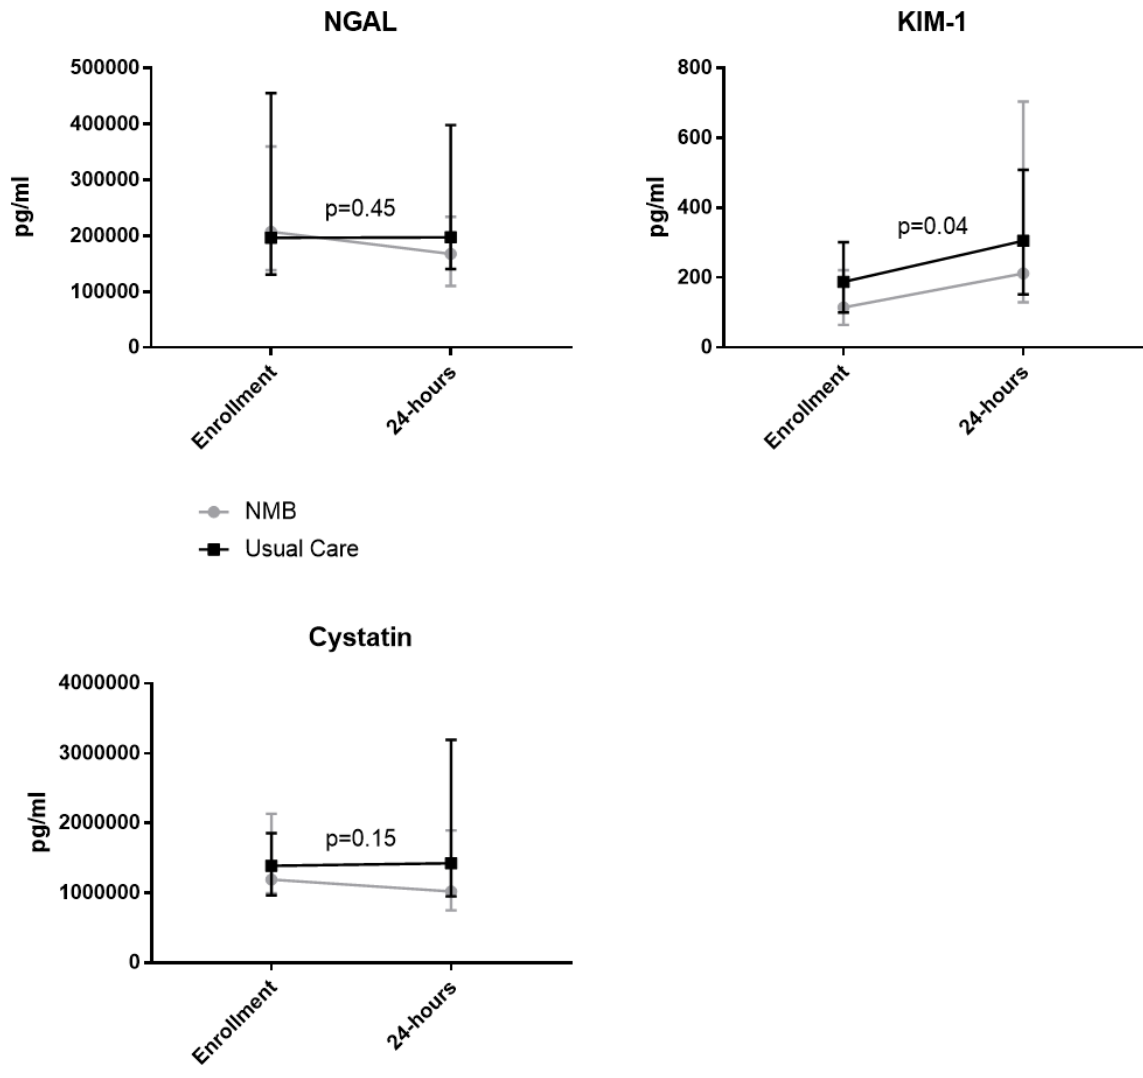 NGAL
500000
400000
300000
200000
100000
0
pg/ml
p=0.45
Enrollment
24-hours
KIM-1
800
600
400
200
0
pg/ml
p=0.04
Enrollment
24-hours
NMB
Usual Care
Cystatin
4000000
3000000
2000000
1000000
0
pg/ml
p=0.15
Enrollment
24-hours